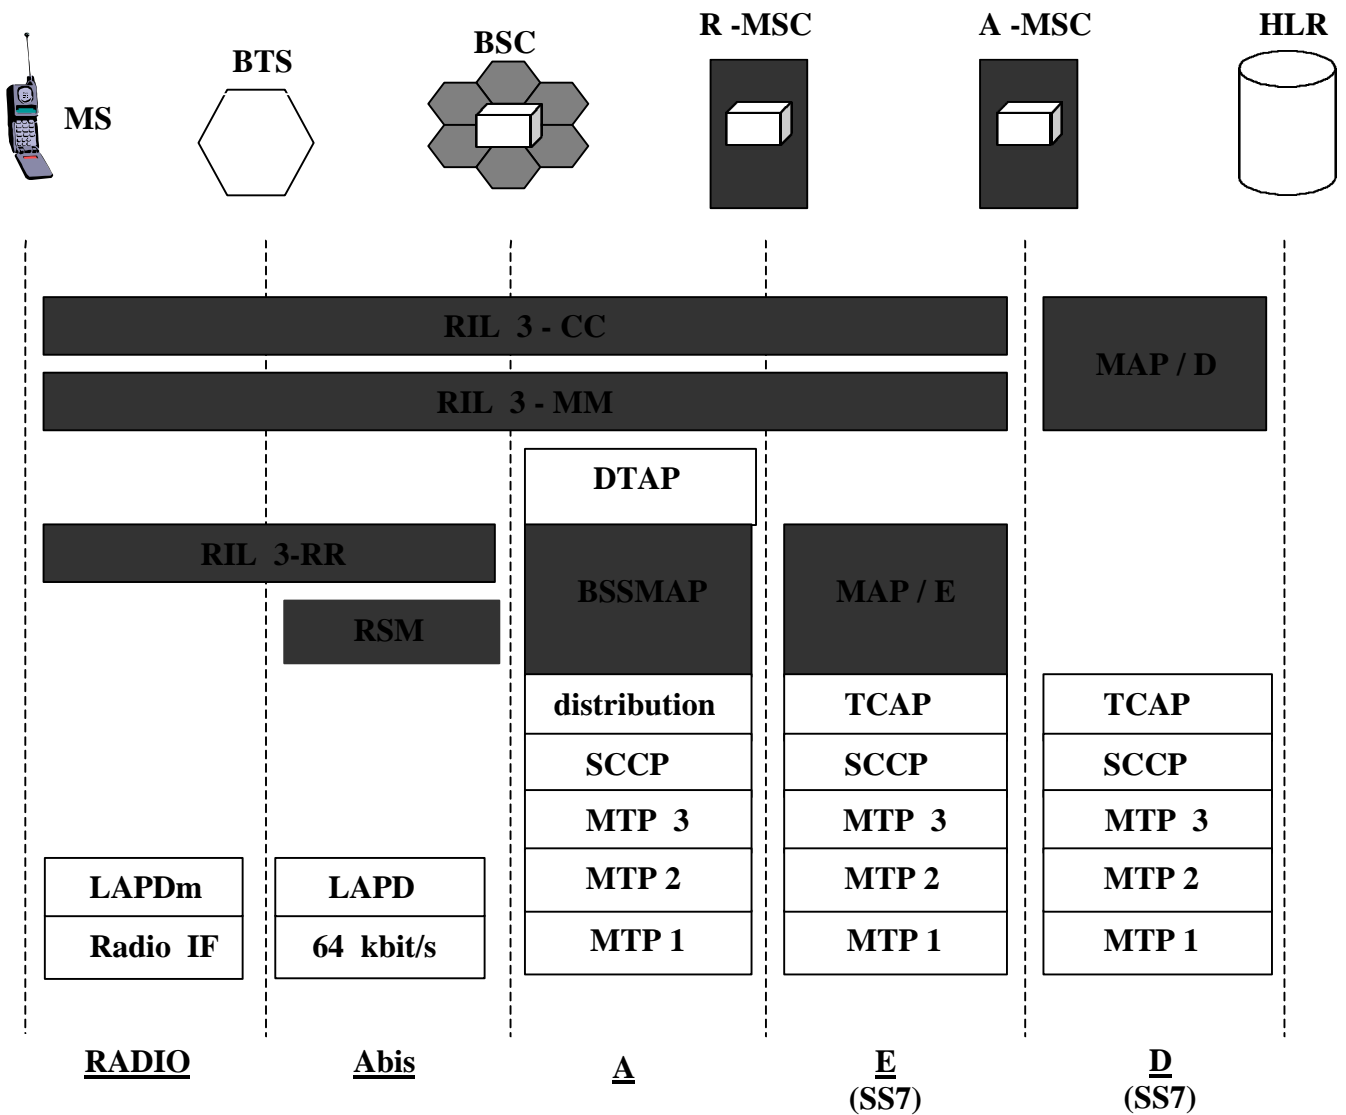 R -MSC
A -MSC
HLR
BSC
BTS
MS
RIL 3 - CC
MAP / D
RIL 3 - MM
DTAP
RIL 3-RR
BSSMAP
MAP / E
RSM
distribution
TCAP
TCAP
SCCP
SCCP
SCCP
MTP 3
MTP 3
MTP 3
LAPDm
LAPD
MTP 2
MTP 2
MTP 2
Radio IF
64 kbit/s
MTP 1
MTP 1
MTP 1
RADIO
Abis
A
E
(SS7)
D
(SS7)